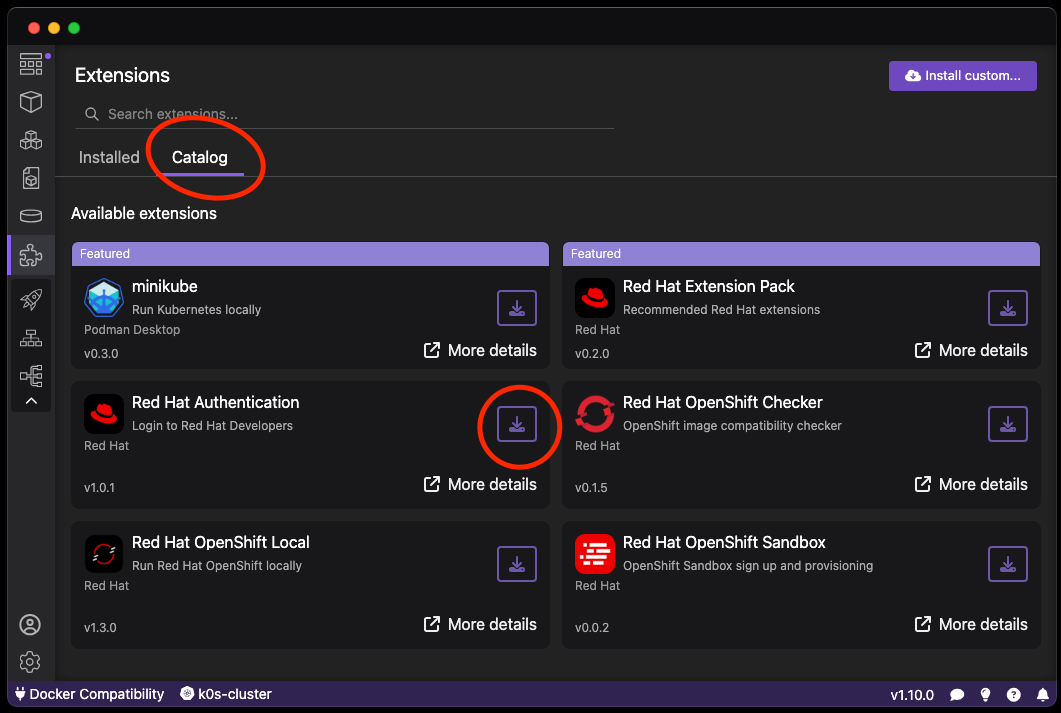 Extensions
Install custom...
Search extensions...
Installed
Catalog
Available extensions
Featured
minikube
Run Kubernetes locally
Podman Desktop
v0.3.0
More details
Featured
Red Hat Extension Pack
Recommended Red Hat extensions
Red Hat
v0.2.0
More details
Red Hat Authentication
Login to Red Hat Developers
Red Hat
v1.0.1
More details
Red Hat OpenShift Checker
OpenShift image compatibility checker
Red Hat
v0.1.5
More details
Red Hat OpenShift Local
Run Red Hat OpenShift locally
Red Hat
v1.3.0
More details
Red Hat OpenShift Sandbox
OpenShift Sandbox sign up and provisioning
Red Hat
v0.0.2
More details
Docker Compatibility
k0s-cluster
v1.10.0